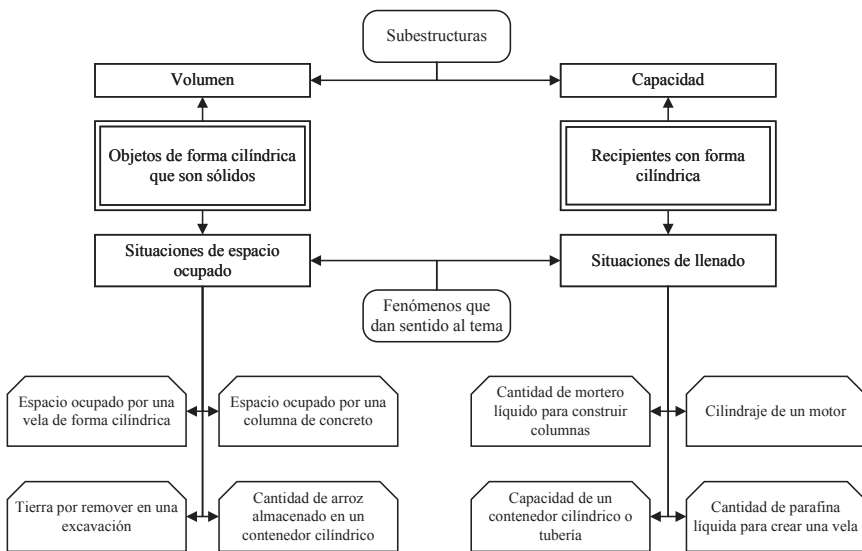 Subestructuras
Volumen
Capacidad
Objetos de forma cilíndrica
que son sólidos
Recipientes con forma
cilíndrica
Situaciones de espacio
ocupado
Situaciones de llenado
Fenómenos que
dan sentido al tema
Espacio ocupado por una
vela de forma cilíndrica
Espacio ocupado por una
columna de concreto
Cantidad de mortero
líquido para construir
columnas
Cilindraje de un motor
Tierra por remover en una
excavación
Cantidad de arroz
almacenado en un
contenedor cilíndrico
Capacidad de un
contenedor cilíndrico o
tubería
Cantidad de parafina
líquida para crear una vela